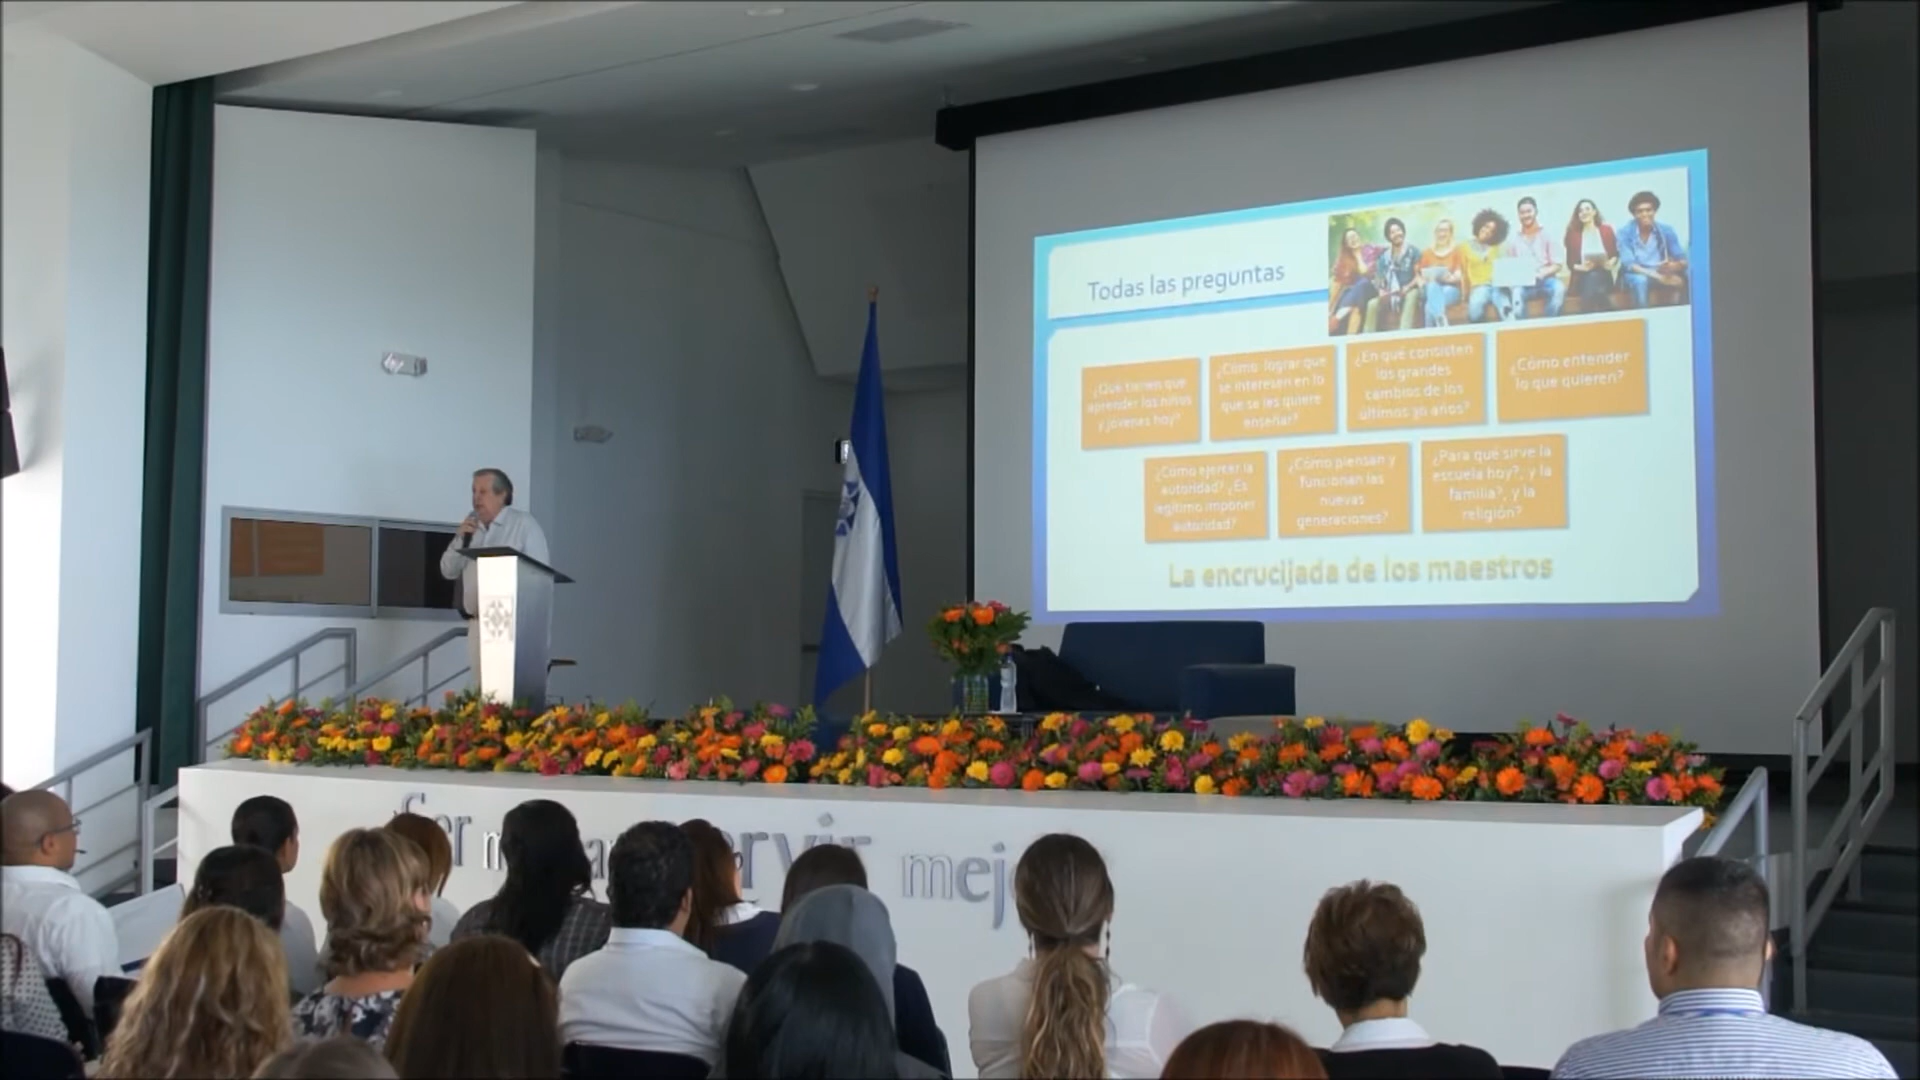 Todas las preguntas
¿Qué tienen que
aprender los niños
y jóvenes hoy?
¿Cómo lograr que
se interesen en lo
que se les quiere
enseñar?
¿En qué consisten
los grandes
cambios de los
últimos 30 años?
¿Cómo entender
lo que quieren?
¿Cómo ejercer la
autoridad? ¿Es
legítimo imponer
autoridad?
¿Cómo piensan y
funcionan las
nuevas
generaciones?
¿Para qué sirve la
escuela hoy?, y la
familia?, y la
religión?
La encrucijada de los maestros
servir mejo